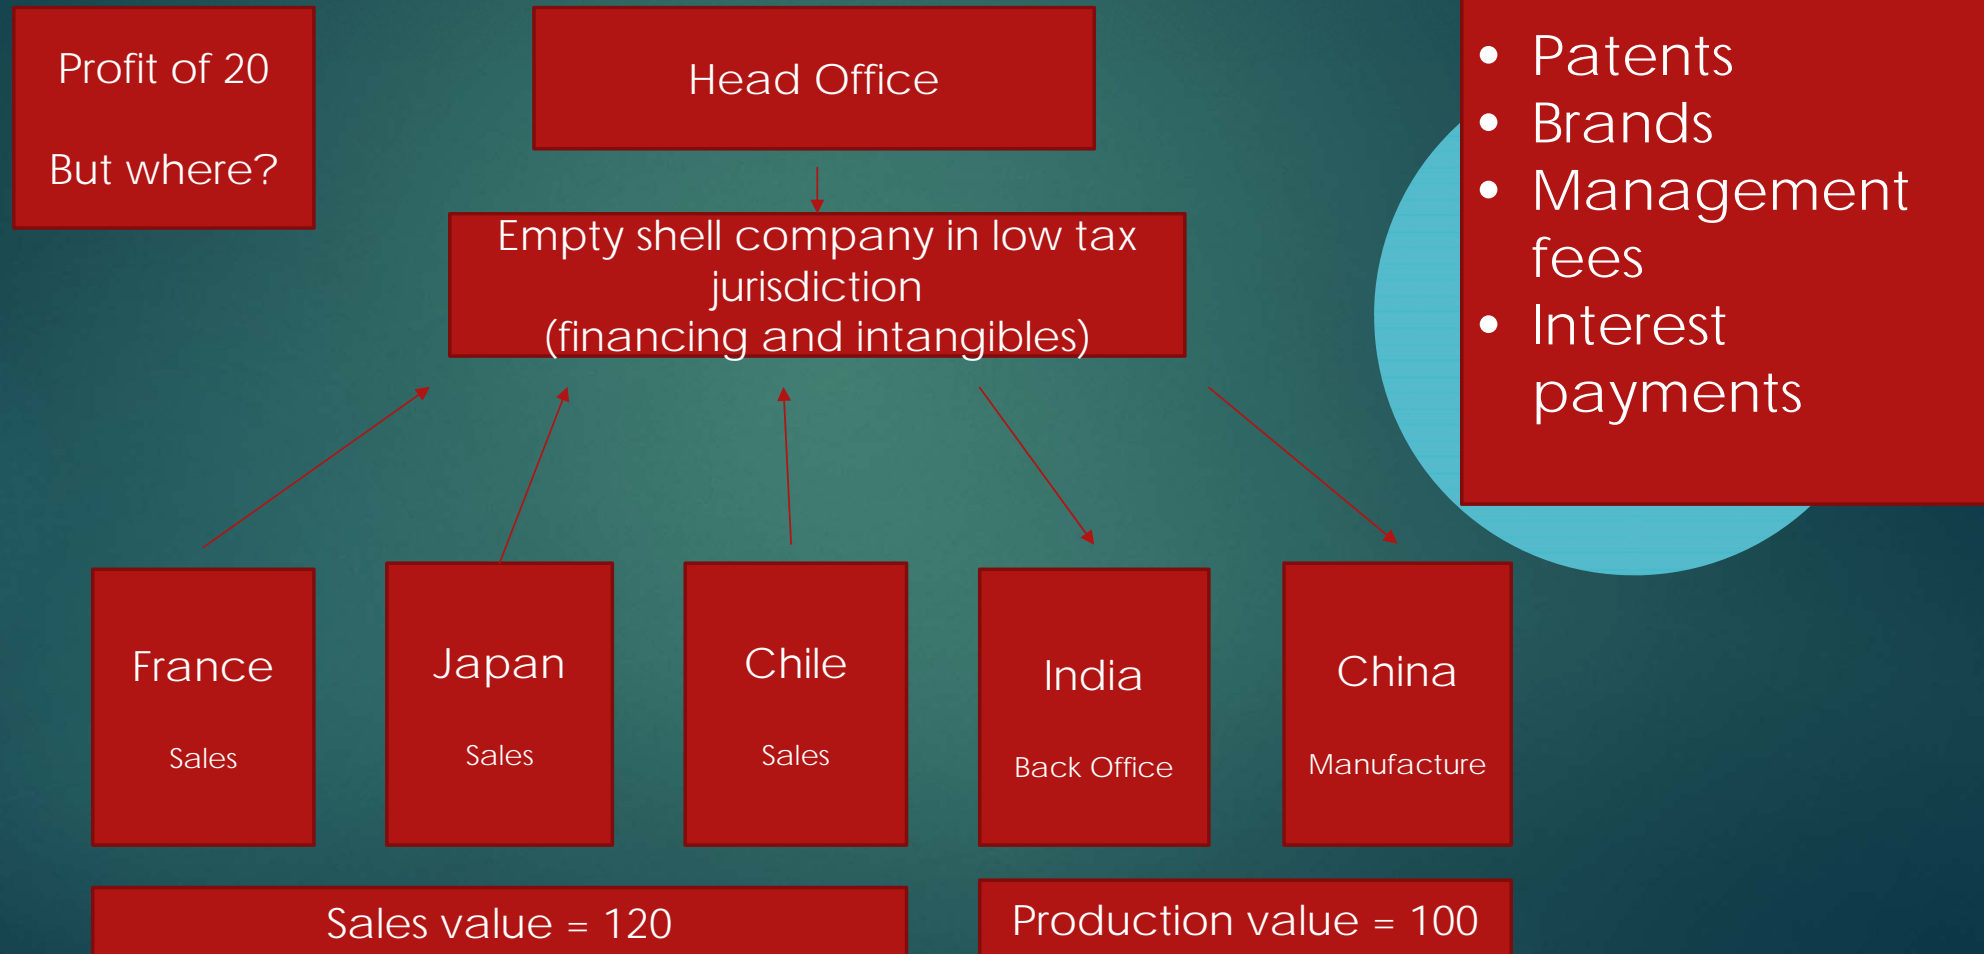 Profit of 20
But where?
Head Office
• Patents
• Brands
• Management
fees
• Interest
payments
Empty shell company in low tax
jurisdiction
(financing and intangibles)
France
Sales
Japan
Sales
Chile
Sales
India
Back Office
China
Manufacture
Sales value = 120
Production value = 100